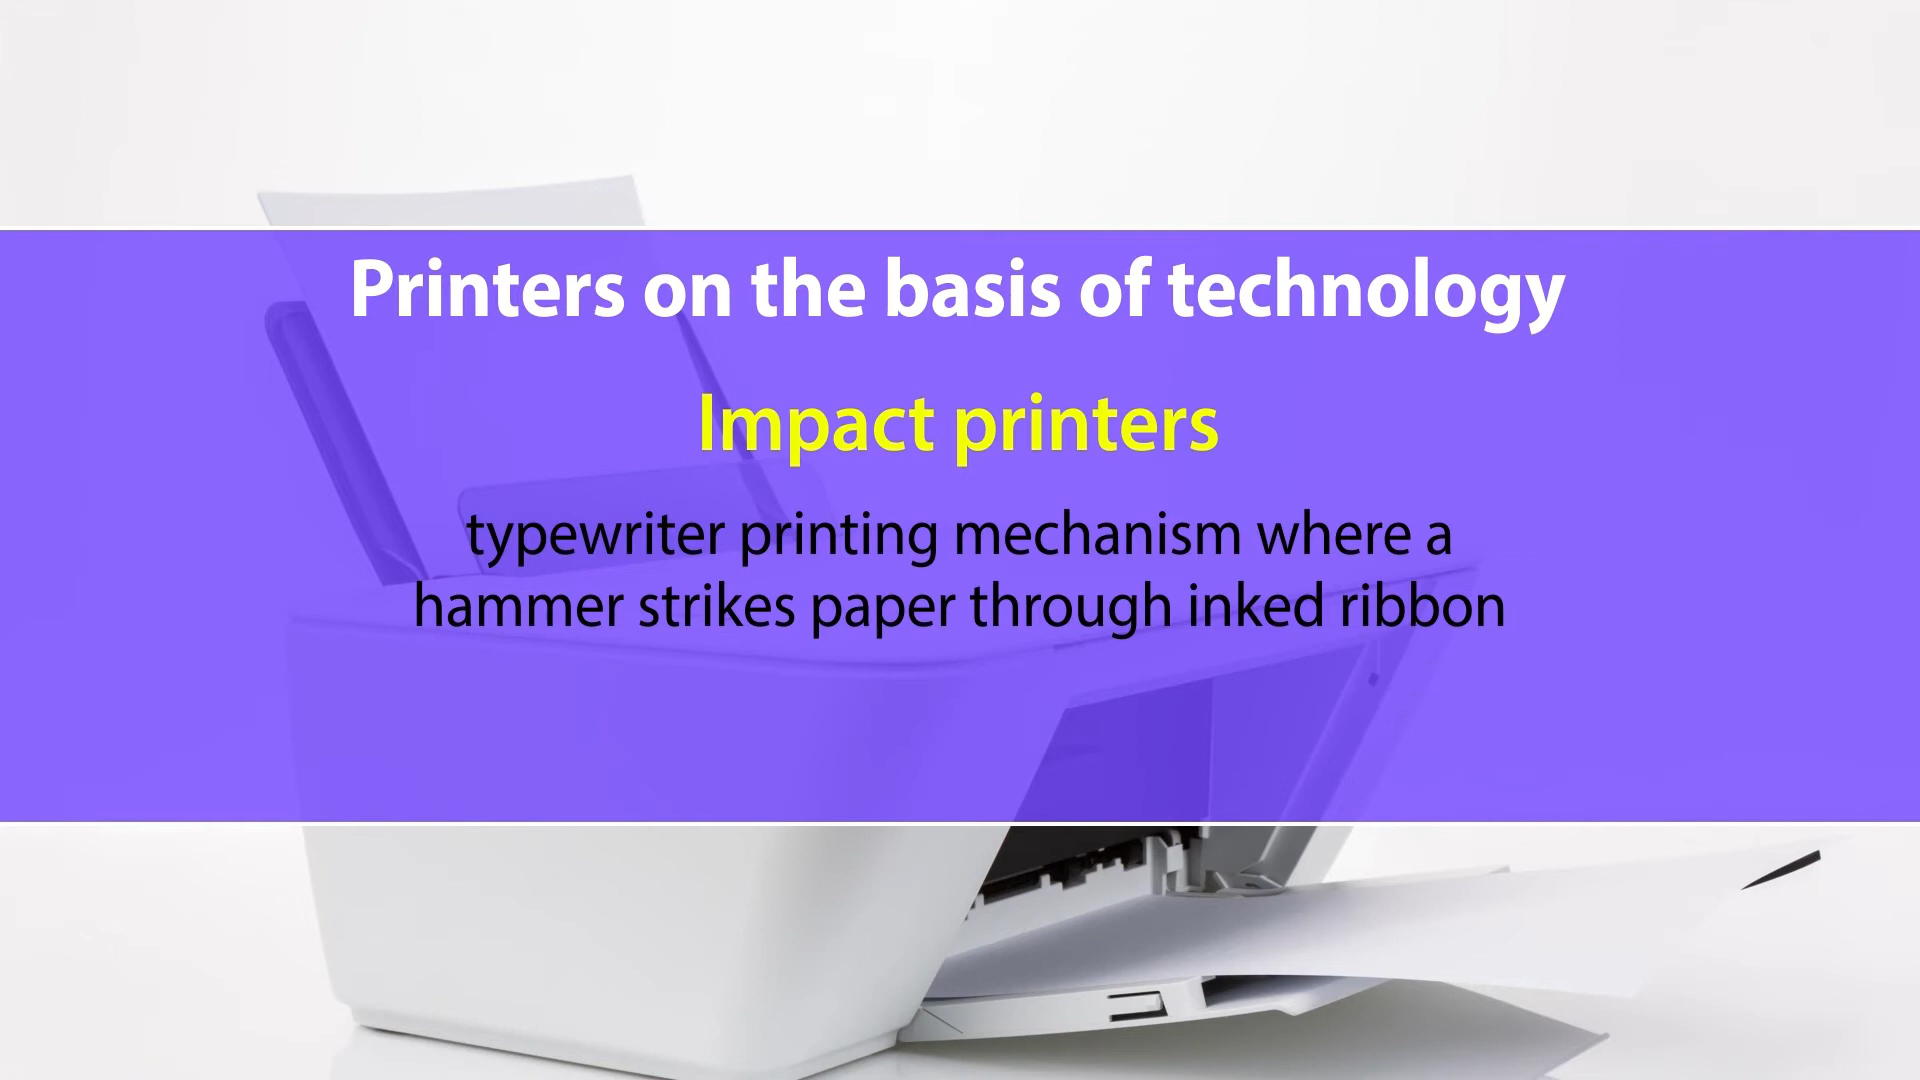 Printers on the basis of technology
Impact printers
typewriter printing mechanism where a
hammer strikes paper through inked ribbon